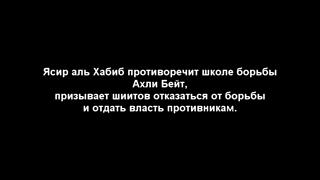 Ясир аль Хабиб противоречит школе борьбы
Ахли Бейт,
призывает шиитов отказаться от борьбы
и отдать власть противникам.